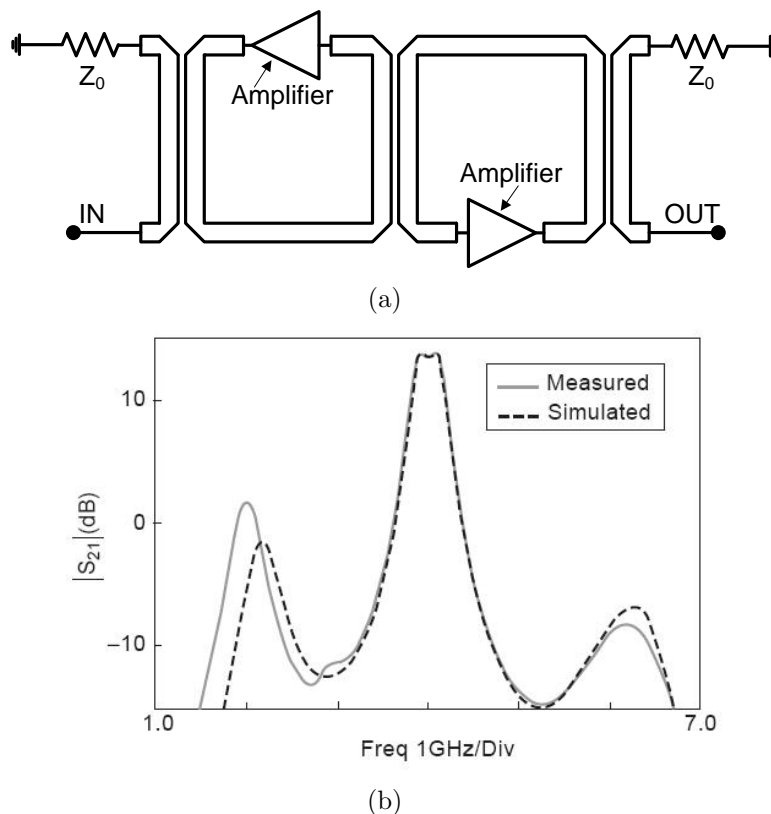 Z₀
Amplifier
Amplifier
Z₀
IN
OUT
(a)
10
0
−10
|S₂₁|(dB)
Measured
Simulated
1.0
7.0
Freq 1GHz/Div
(b)